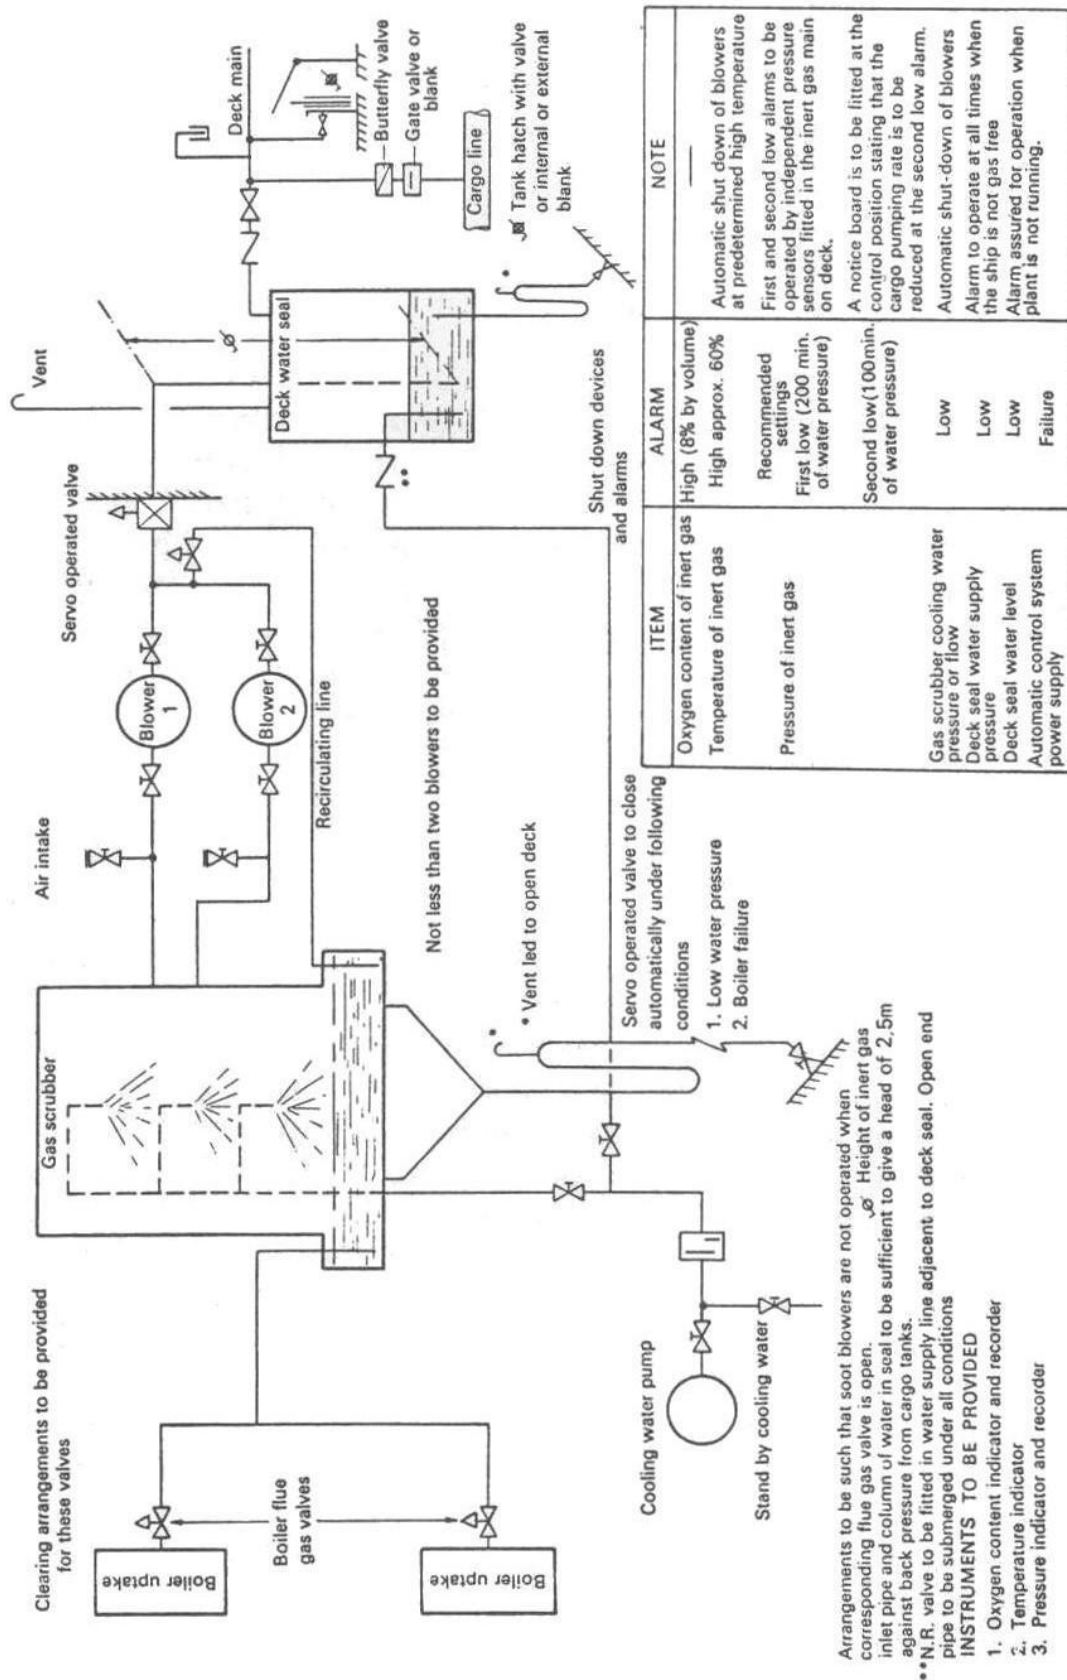 Clearing arrangements to be provided
for these valves
Boiler uptake
Boiler flue
gas valves
Boiler uptake
Gas scrubber
Air intake
Blower
1
Blower
2
Recirculating line
Servo operated valve
Vent
Deck water seal
Deck main
Butterfly valve
Gate valve or
blank
Cargo line
Tank hatch with valve
or internal or external
blank
Not less than two blowers to be provided
* Vent led to open deck
Cooling water pump
Stand by cooling water
Servo operated valve to close
automatically under following
conditions
1. Low water pressure
2. Boiler failure
Shut down devices
and alarms
Arrangements to be such that soot blowers are not operated when
corresponding flue gas valve is open. ø Height of inert gas
inlet pipe and column of water in seal to be sufficient to give a head of 2,5m
against back pressure from cargo tanks.
**N.R. valve to be fitted in water supply line adjacent to deck seal. Open end
pipe to be submerged under all conditions
INSTRUMENTS TO BE PROVIDED
1. Oxygen content indicator and recorder
2. Temperature indicator
3. Pressure indicator and recorder
ITEM ALARM NOTE
Oxygen content of inert gas High (8% by volume) —
Temperature of inert gas High approx. 60% Automatic shut down of blowers
at predetermined high temperature
Pressure of inert gas Recommended
settings
First low (200 min.
of water pressure)
First and second low alarms to be
operated by independent pressure
sensors fitted in the inert gas main
on deck.
Second low (100min.
of water pressure)
A notice board is to be fitted at the
control position stating that the
cargo pumping rate is to be
reduced at the second low alarm.
Gas scrubber cooling water
pressure or flow
Low Automatic shut-down of blowers
Deck seal water supply
pressure
Low Alarm to operate at all times when
the ship is not gas free
Deck seal water level Low Alarm assured for operation when
plant is not running.
Automatic control system
power supply
Failure